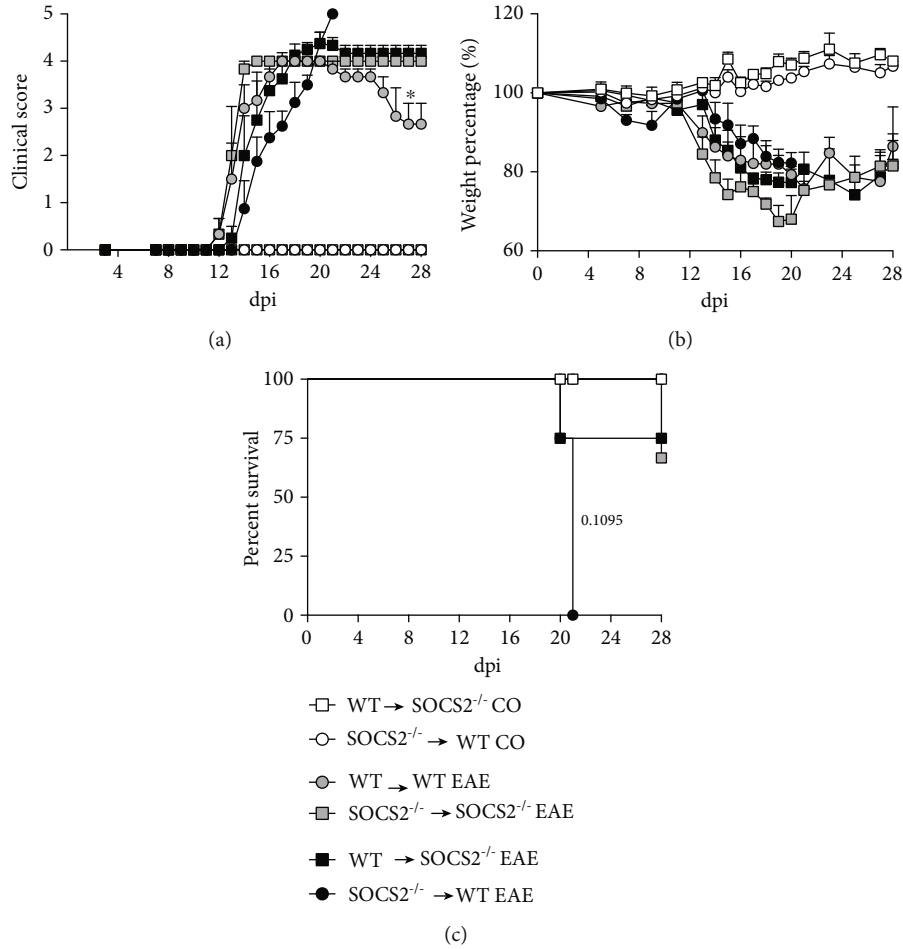 Clinical score
5
4
3
2
1
0
*
4 8 12 16 20 24 28
dpi
(a)
Weight percentage (%)
120
100
80
60
0 4 8 12 16 20 24 28
dpi
(b)
Percent survival
100
75
50
25
0
0.1095
0 4 8 12 16 20 24 28
dpi
WT → SOCS2-/- CO
SOCS2-/- → WT CO
WT → WT EAE
SOCS2-/- → SOCS2-/- EAE
WT → SOCS2-/- EAE
SOCS2-/- → WT EAE
(c)